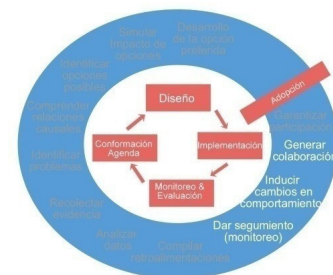 Simular
impacto de
opciones
Desarrollo
de la opción
preferida
Identificar
opciones
posibles
Adopción
Diseño
Comprender
relaciones
causales
Garantizar
participación
Conformación
Agenda
Implementación
Generar
colaboración
Identificar
problemas
Inducir
cambios en
comportamiento
Monitoreo &
Evaluación
Recolectar
evidencia
Dar segumiento
(monitoreo)
Analizar
datos
Compilar
retroalimentaciones